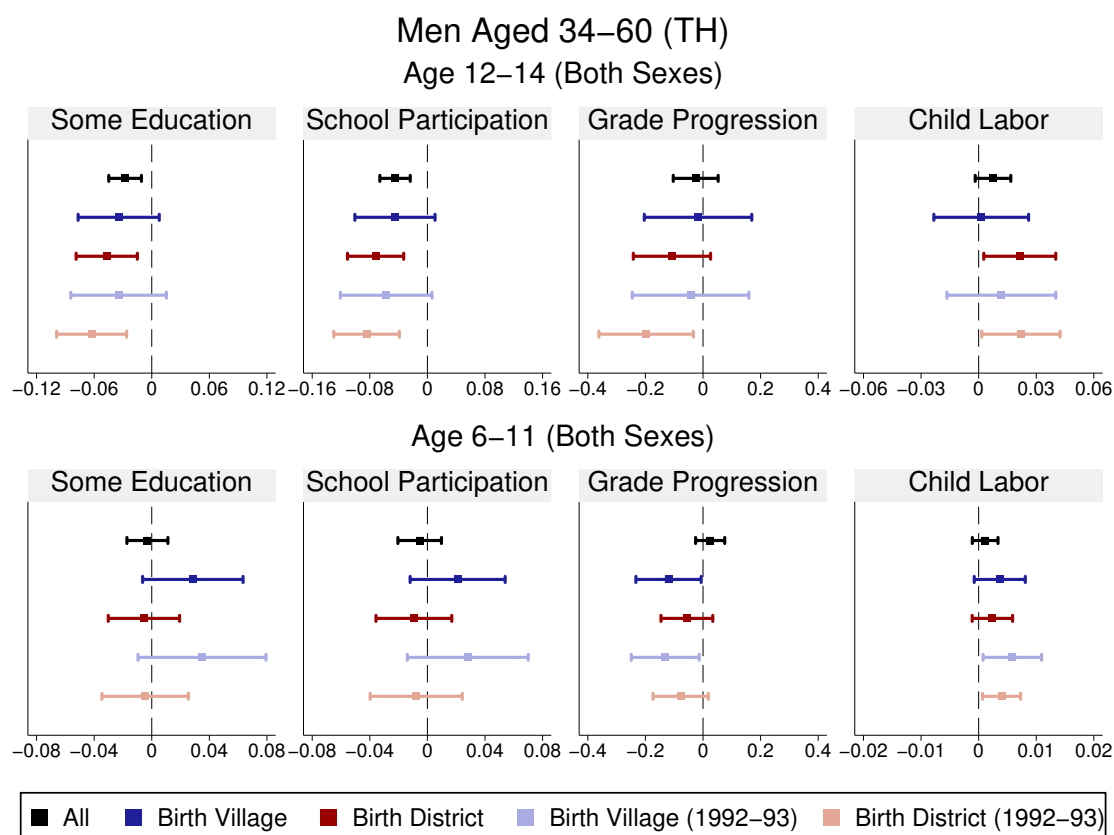 Men Aged 34−60 (TH)
Age 12−14 (Both Sexes)
Some Education School Participation Grade Progression Child Labor
−0.12 −0.06 0 0.06 0.12 −0.16 −0.08 0 0.08 0.16 −0.4 −0.2 0 0.2 0.4 −0.06 −0.03 0 0.03 0.06
Age 6−11 (Both Sexes)
Some Education School Participation Grade Progression Child Labor
−0.08 −0.04 0 0.04 0.08 −0.08 −0.04 0 0.04 0.08 −0.4 −0.2 0 0.2 0.4 −0.02 −0.01 0 0.01 0.02
All Birth Village Birth District Birth Village (1992−93) Birth District (1992−93)